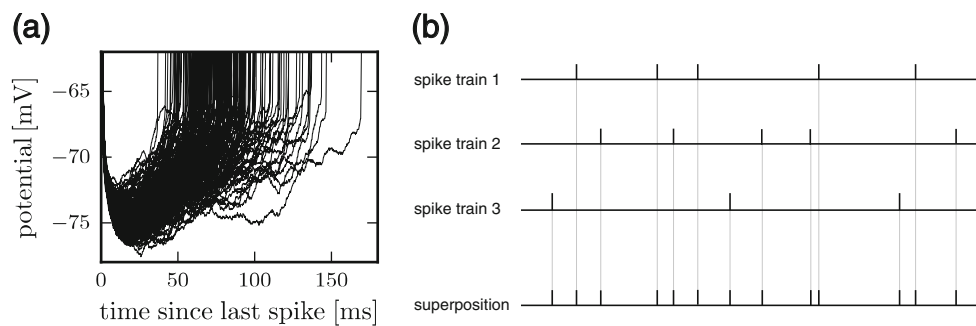 (a)
potential [mV]
−65
−70
−75
0 50 100 150
time since last spike [ms]
(b)
spike train 1
spike train 2
spike train 3
superposition